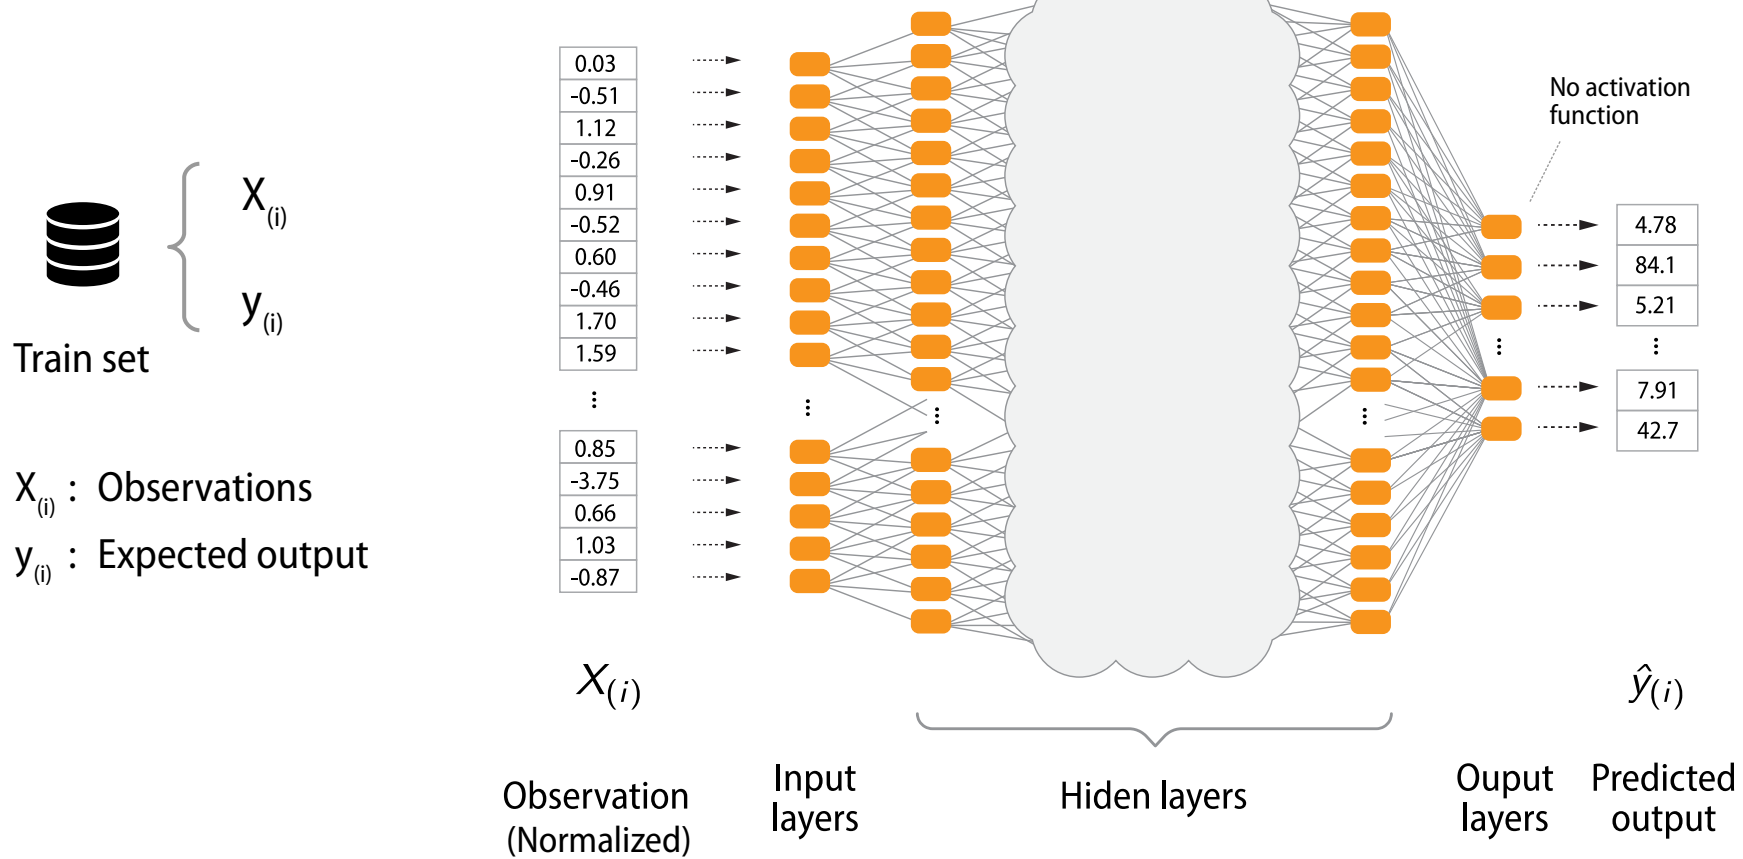 X(i)
y(i)
Train set
X(i) : Observations
y(i) : Expected output
0.03
-0.51
1.12
-0.26
0.91
-0.52
0.60
-0.46
1.70
1.59
...
0.85
-3.75
0.66
1.03
-0.87
X(i)
Observation
(Normalized)
...
Input
layers
...
...
Hiden layers
No activation
function
...
Ouput
layers
4.78
84.1
5.21
...
7.91
42.7
ŷ(i)
Predicted
output